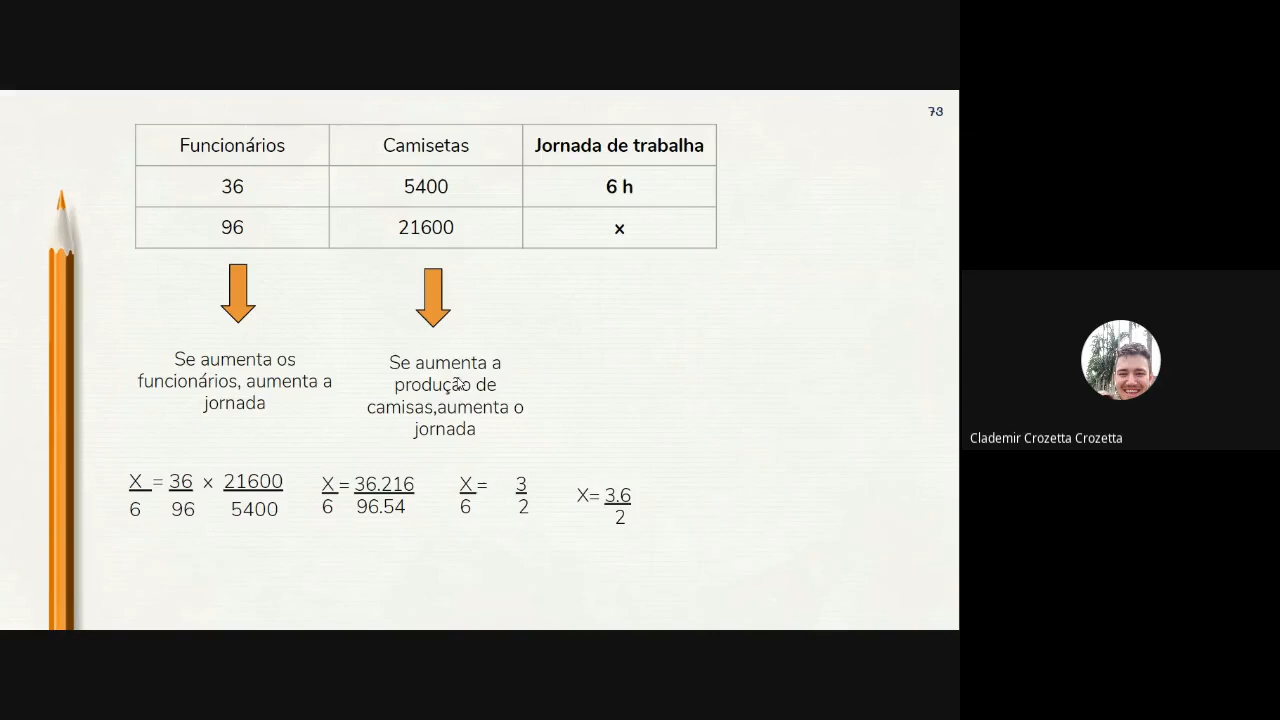 73
Funcionários Camisetas Jornada de trabalha
36 5400 6 h
96 21600 x
Se aumenta os
funcionários, aumenta a
jornada
Se aumenta a
produção de
camisas,aumenta o
jornada
X = 36 x 21600
6 96 5400
X = 36.216
6 96.54
X = 3
6 2
X= 3.6
2
Clademir Crozetta Crozetta